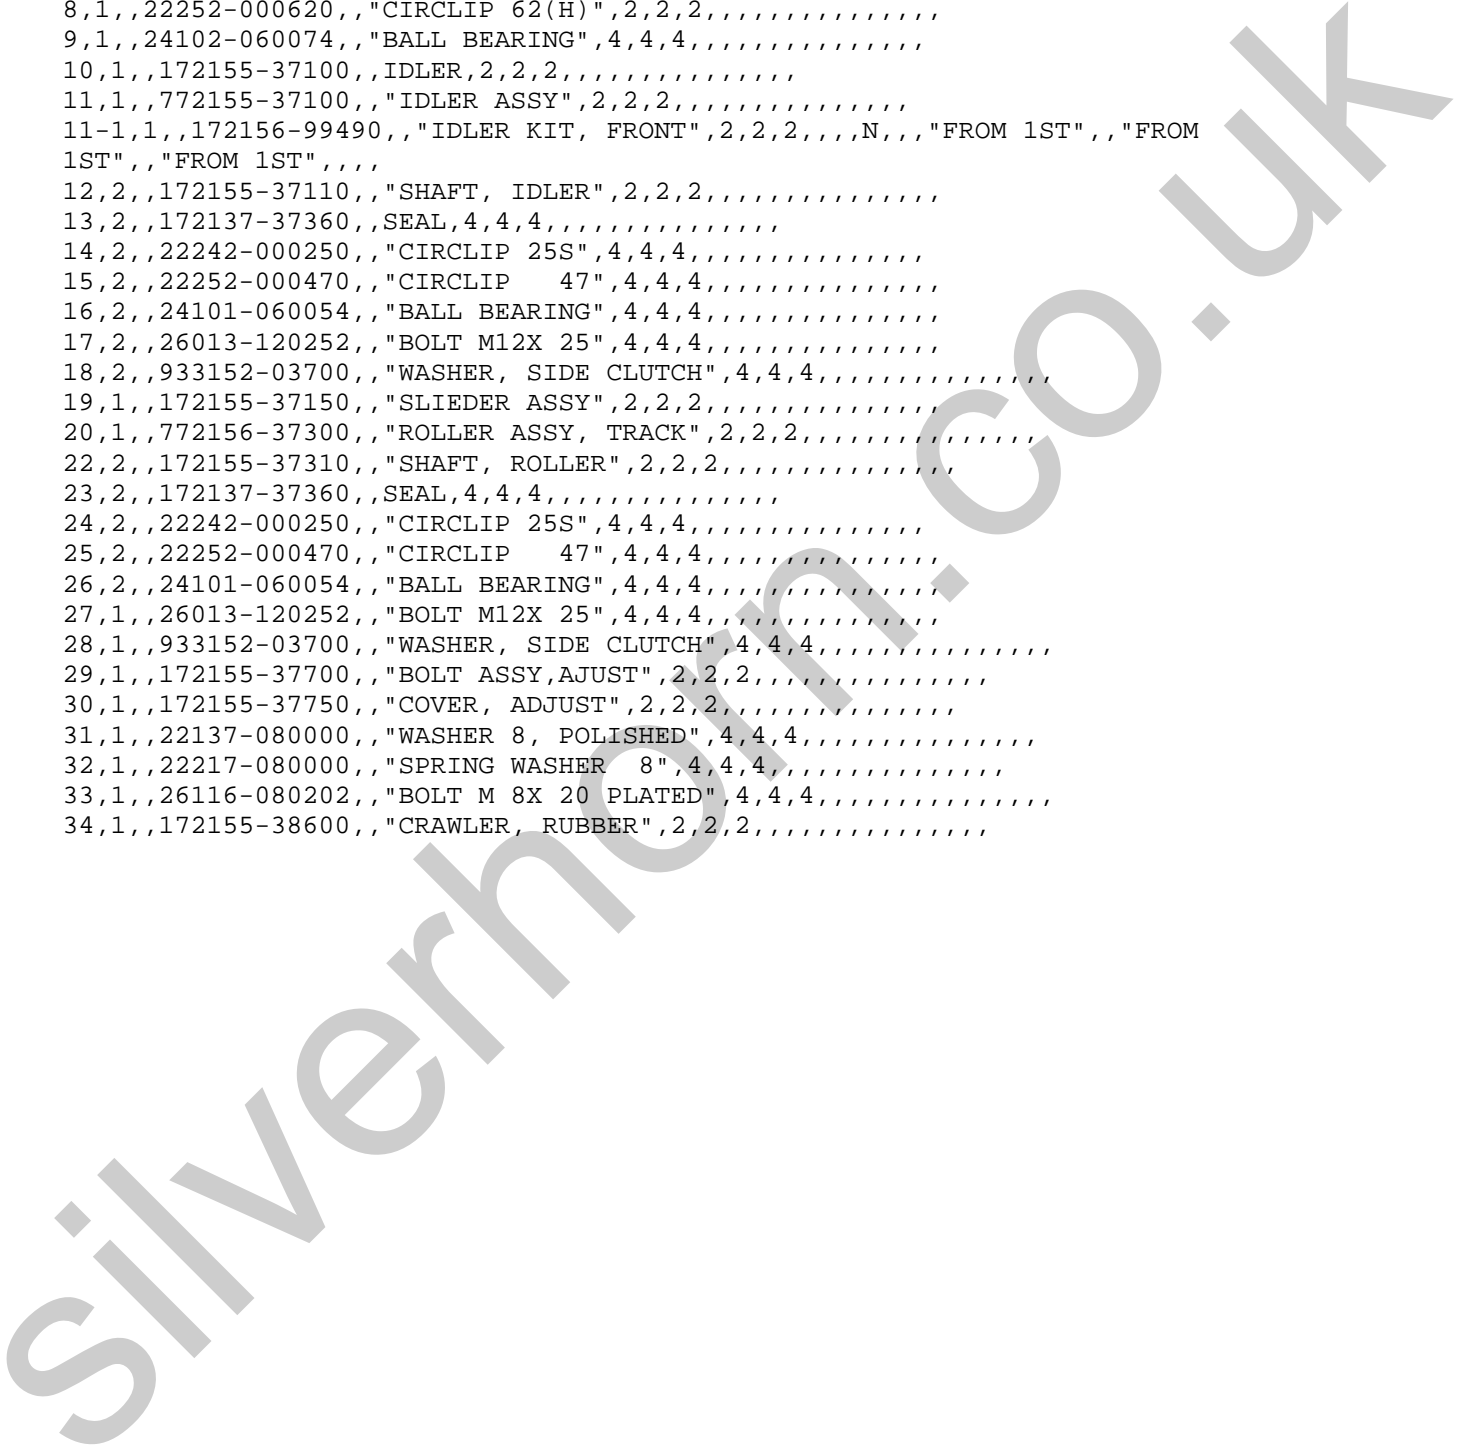 8,1,,22252-000620,,"CIRCLIP 62(H)",2,2,2,,,,,,,,,,,,,,,
9,1,,24102-060074,,"BALL BEARING",4,4,4,,,,,,,,,,,,,,,
10,1,,172155-37100,,IDLER,2,2,2,,,,,,,,,,,,,,,
11,1,,772155-37100,,"IDLER ASSY",2,2,2,,,,,,,,,,,,,,,
11-1,1,,172156-99490,,"IDLER KIT, FRONT",2,2,2,,,,N,,,"FROM 1ST",,"FROM
1ST",,"FROM 1ST",,,,
12,2,,172155-37110,,"SHAFT, IDLER",2,2,2,,,,,,,,,,,,,,,
13,2,,172137-37360,,SEAL,4,4,4,,,,,,,,,,,,,,,
14,2,,22242-000250,,"CIRCLIP 25S",4,4,4,,,,,,,,,,,,,,,
15,2,,22252-000470,,"CIRCLIP   47",4,4,4,,,,,,,,,,,,,,,
16,2,,24101-060054,,"BALL BEARING",4,4,4,,,,,,,,,,,,,,,
17,2,,26013-120252,,"BOLT M12X 25",4,4,4,,,,,,,,,,,,,,,
18,2,,933152-03700,,"WASHER, SIDE CLUTCH",4,4,4,,,,,,,,,,,,,,,
19,1,,172155-37150,,"SLIEDER ASSY",2,2,2,,,,,,,,,,,,,,,
20,1,,772156-37300,,"ROLLER ASSY, TRACK",2,2,2,,,,,,,,,,,,,,,
22,2,,172155-37310,,"SHAFT, ROLLER",2,2,2,,,,,,,,,,,,,,,
23,2,,172137-37360,,SEAL,4,4,4,,,,,,,,,,,,,,,
24,2,,22242-000250,,"CIRCLIP 25S",4,4,4,,,,,,,,,,,,,,,
25,2,,22252-000470,,"CIRCLIP   47",4,4,4,,,,,,,,,,,,,,,
26,2,,24101-060054,,"BALL BEARING",4,4,4,,,,,,,,,,,,,,,
27,1,,26013-120252,,"BOLT M12X 25",4,4,4,,,,,,,,,,,,,,,
28,1,,933152-03700,,"WASHER, SIDE CLUTCH",4,4,4,,,,,,,,,,,,,,,
29,1,,172155-37700,,"BOLT ASSY,AJUST",2,2,2,,,,,,,,,,,,,,,
30,1,,172155-37750,,"COVER, ADJUST",2,2,2,,,,,,,,,,,,,,,
31,1,,22137-080000,,"WASHER 8, POLISHED",4,4,4,,,,,,,,,,,,,,,
32,1,,22217-080000,,"SPRING WASHER  8",4,4,4,,,,,,,,,,,,,,,
33,1,,26116-080202,,"BOLT M 8X 20 PLATED",4,4,4,,,,,,,,,,,,,,,
34,1,,172155-38600,,"CRAWLER, RUBBER",2,2,2,,,,,,,,,,,,,,,
silverhorn.co.uk